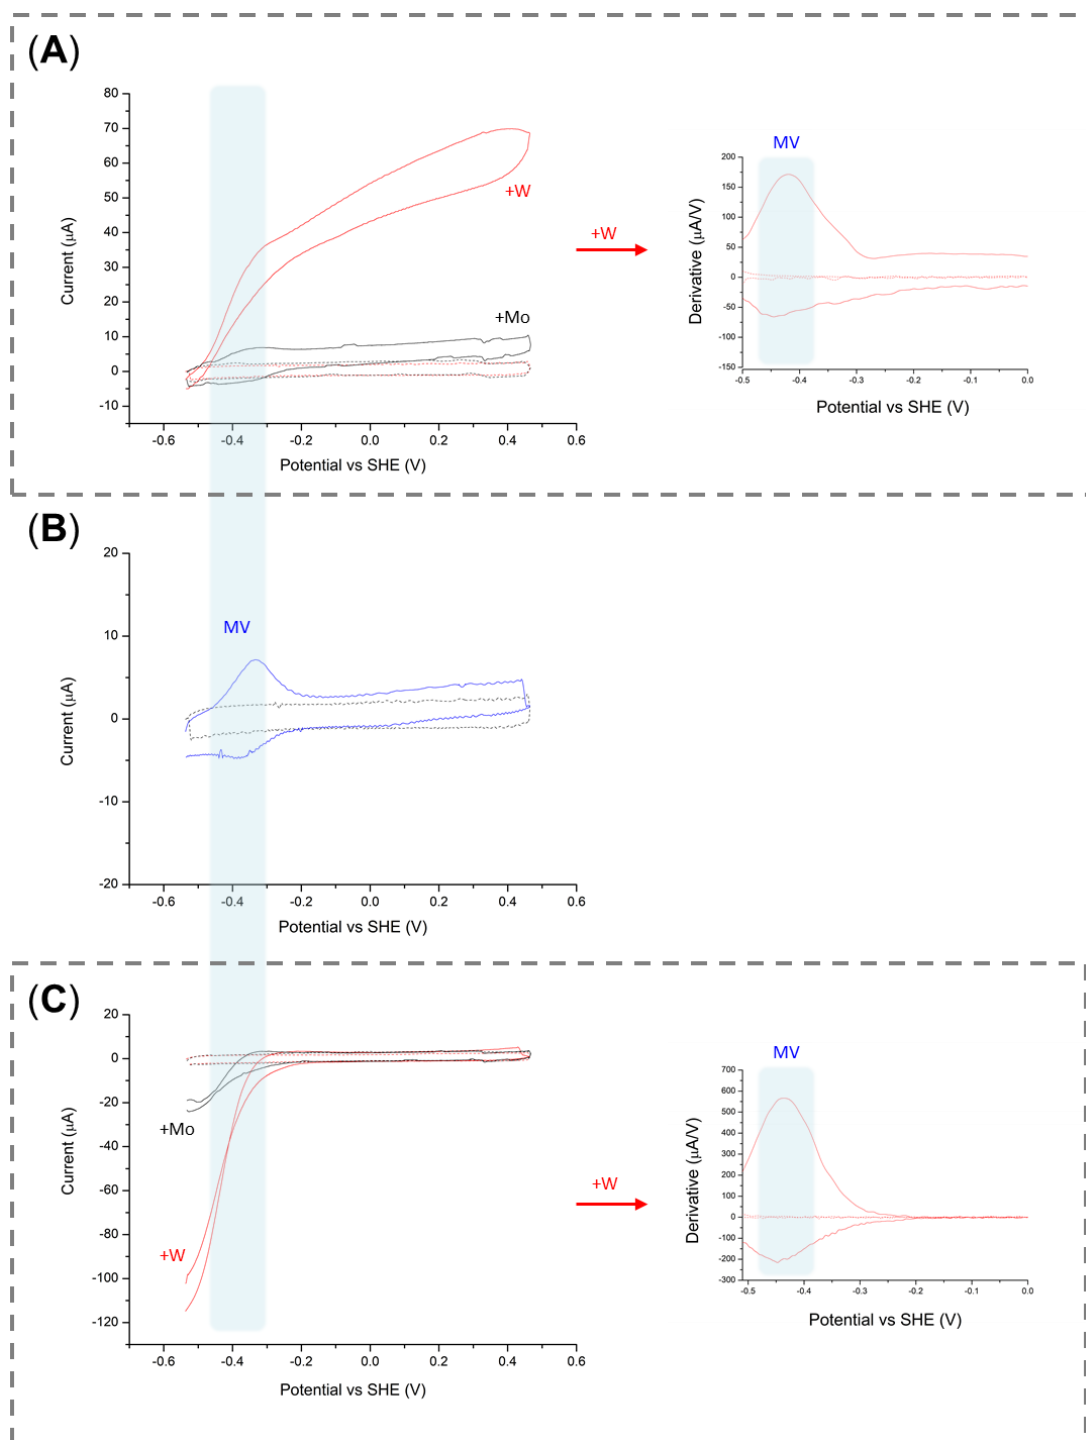 (A)
80
70
60
50
40
30
20
10
0
-10
Current (μA)
+W
+Mo
-0.6 -0.4 -0.2 0.0 0.2 0.4 0.6
Potential vs SHE (V)
+W
MV
200
150
100
50
0
-50
-100
-150
Derivative (μA/V)
-0.5 -0.4 -0.3 -0.2 -0.1 0.0
Potential vs SHE (V)
(B)
20
10
0
-10
-20
Current (μA)
MV
-0.6 -0.4 -0.2 0.0 0.2 0.4 0.6
Potential vs SHE (V)
(C)
20
0
-20
-40
-60
-80
-100
-120
Current (μA)
+Mo
+W
-0.6 -0.4 -0.2 0.0 0.2 0.4 0.6
Potential vs SHE (V)
+W
MV
700
600
500
400
300
200
100
0
-100
-200
-300
Derivative (μA/V)
-0.5 -0.4 -0.3 -0.2 -0.1 0.0
Potential vs SHE (V)